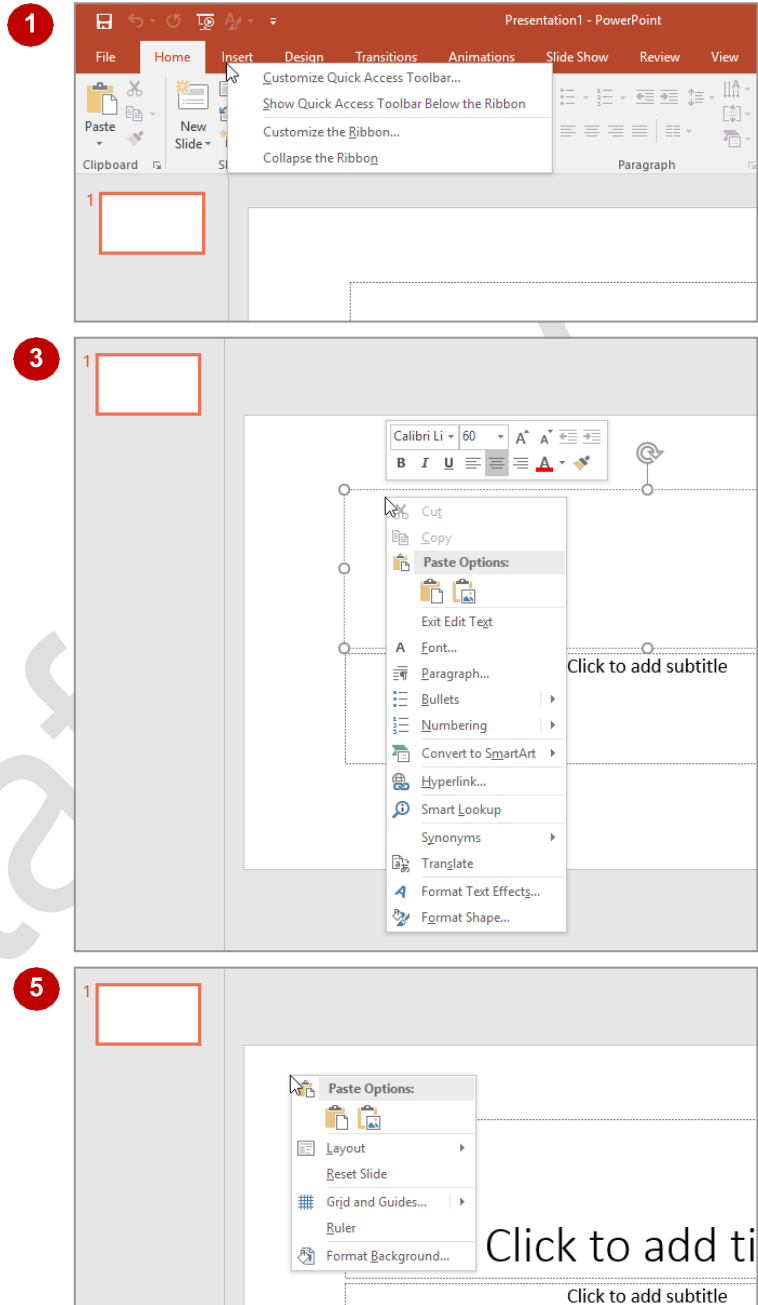 1
Presentation1 - PowerPoint
File Home Insert Design Transitions Animations Slide Show Review View
Customize Quick Access Toolbar...
Show Quick Access Toolbar Below the Ribbon
Customize the Ribbon...
Collapse the Ribbon
Paste
New
Slide
Clipboard
Paragraph
1
3
1
Calibri Li 60
B I U A
Cut
Copy
Paste Options:
Exit Edit Text
Font...
Paragraph...
Bullets
Numbering
Convert to SmartArt
Hyperlink...
Smart Lookup
Synonyms
Translate
Format Text Effects...
Format Shape...
Click to add subtitle
5
1
Paste Options:
Layout
Reset Slide
Grid and Guides...
Ruler
Format Background...
Click to add ti
Click to add subtitle